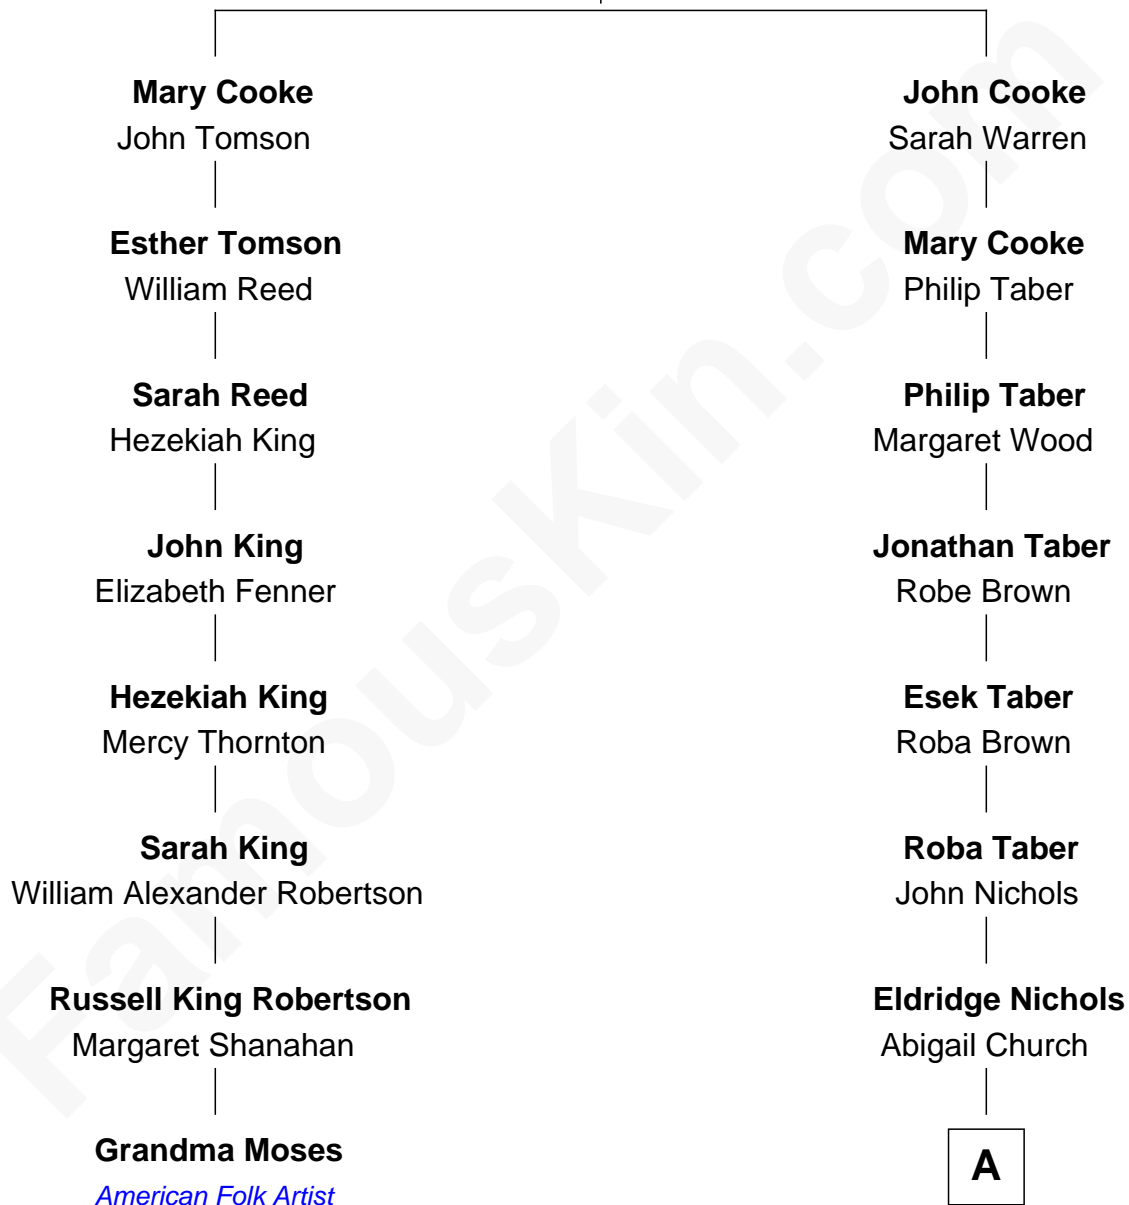 Mary Cooke
John Tomson
Esther Tomson
William Reed
Sarah Reed
Hezekiah King
John King
Elizabeth Fenner
Hezekiah King
Mercy Thornton
Sarah King
William Alexander Robertson
Russell King Robertson
Margaret Shanahan
Grandma Moses
American Folk Artist
John Cooke
Sarah Warren
Mary Cooke
Philip Taber
Philip Taber
Margaret Wood
Jonathan Taber
Robe Brown
Esek Taber
Roba Brown
Roba Taber
John Nichols
Eldridge Nichols
Abigail Church
A
FamousKin.com